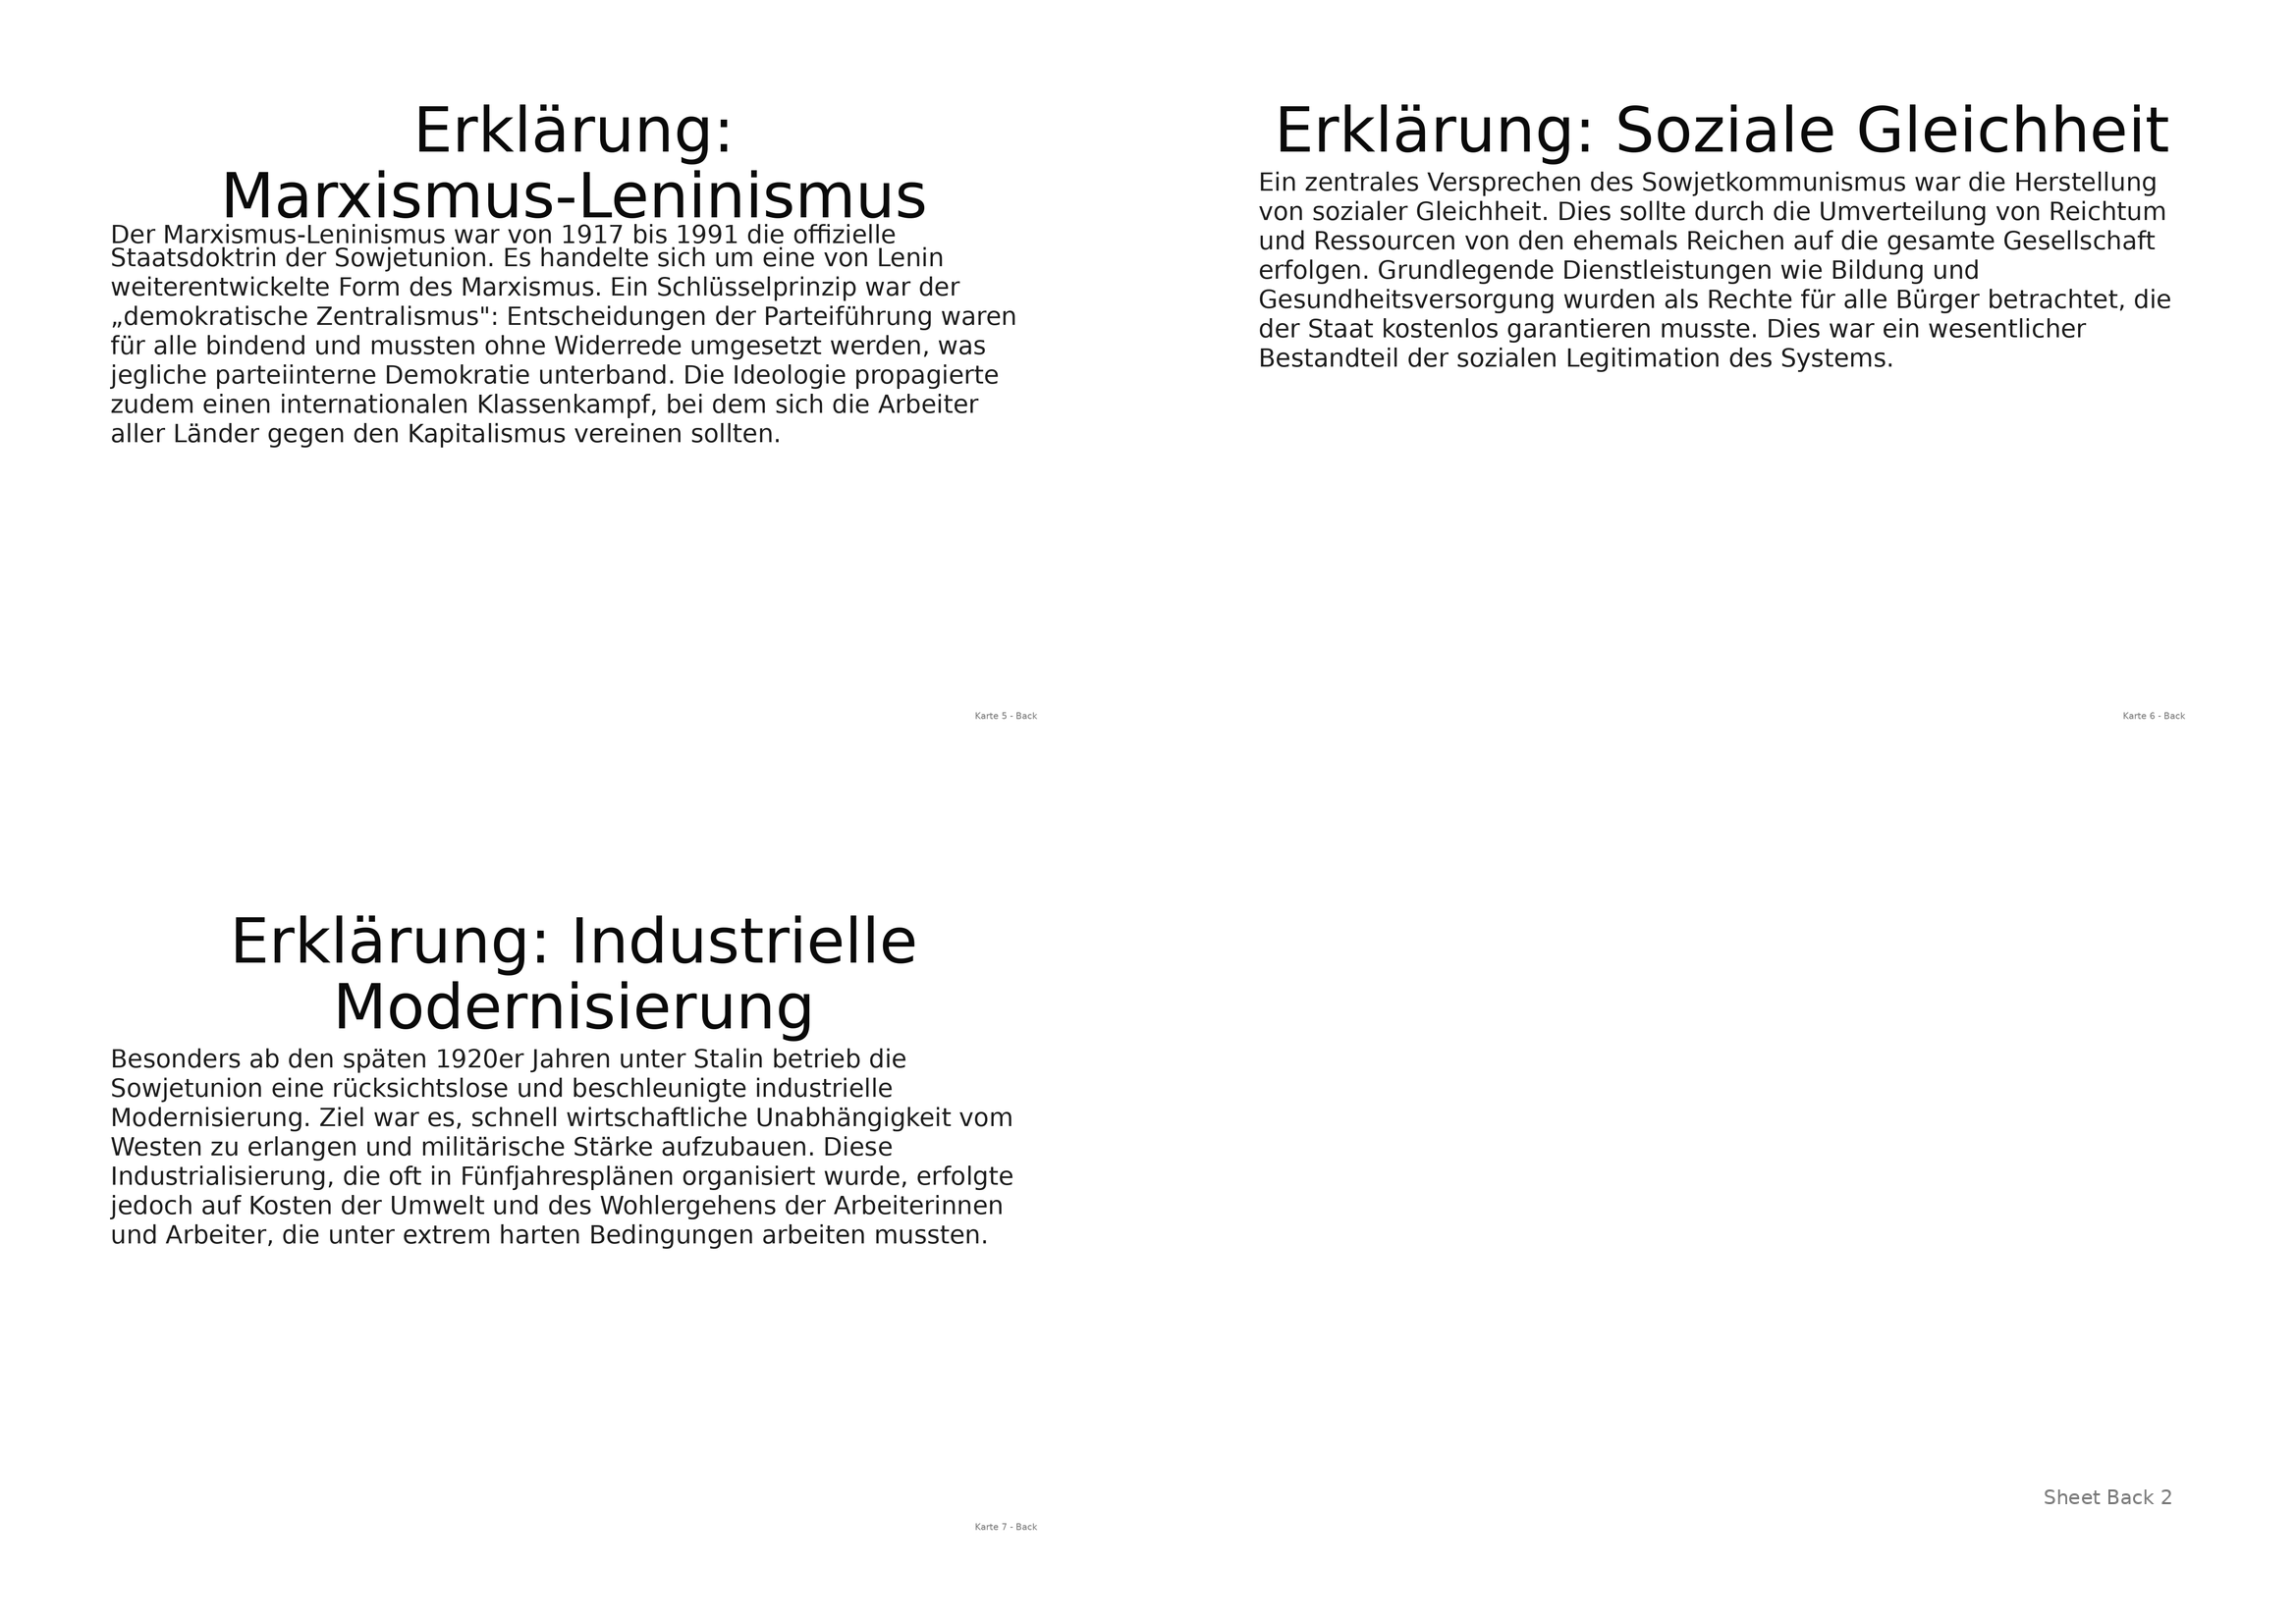 Erklärung:
Marxismus-Leninismus
Der Marxismus-Leninismus war von 1917 bis 1991 die offizielle
Staatsdoktrin der Sowjetunion. Es handelte sich um eine von Lenin
weiterentwickelte Form des Marxismus. Ein Schlüsselprinzip war der
„demokratische Zentralismus": Entscheidungen der Parteiführung waren
für alle bindend und mussten ohne Widerrede umgesetzt werden, was
jegliche parteiinterne Demokratie unterband. Die Ideologie propagierte
zudem einen internationalen Klassenkampf, bei dem sich die Arbeiter
aller Länder gegen den Kapitalismus vereinen sollten.
Karte 5 - Back
Erklärung: Soziale Gleichheit
Ein zentrales Versprechen des Sowjetkommunismus war die Herstellung
von sozialer Gleichheit. Dies sollte durch die Umverteilung von Reichtum
und Ressourcen von den ehemals Reichen auf die gesamte Gesellschaft
erfolgen. Grundlegende Dienstleistungen wie Bildung und
Gesundheitsversorgung wurden als Rechte für alle Bürger betrachtet, die
der Staat kostenlos garantieren musste. Dies war ein wesentlicher
Bestandteil der sozialen Legitimation des Systems.
Karte 6 - Back
Erklärung: Industrielle
Modernisierung
Besonders ab den späten 1920er Jahren unter Stalin betrieb die
Sowjetunion eine rücksichtslose und beschleunigte industrielle
Modernisierung. Ziel war es, schnell wirtschaftliche Unabhängigkeit vom
Westen zu erlangen und militärische Stärke aufzubauen. Diese
Industrialisierung, die oft in Fünfjahresplänen organisiert wurde, erfolgte
jedoch auf Kosten der Umwelt und des Wohlergehens der Arbeiterinnen
und Arbeiter, die unter extrem harten Bedingungen arbeiten mussten.
Karte 7 - Back
Sheet Back 2